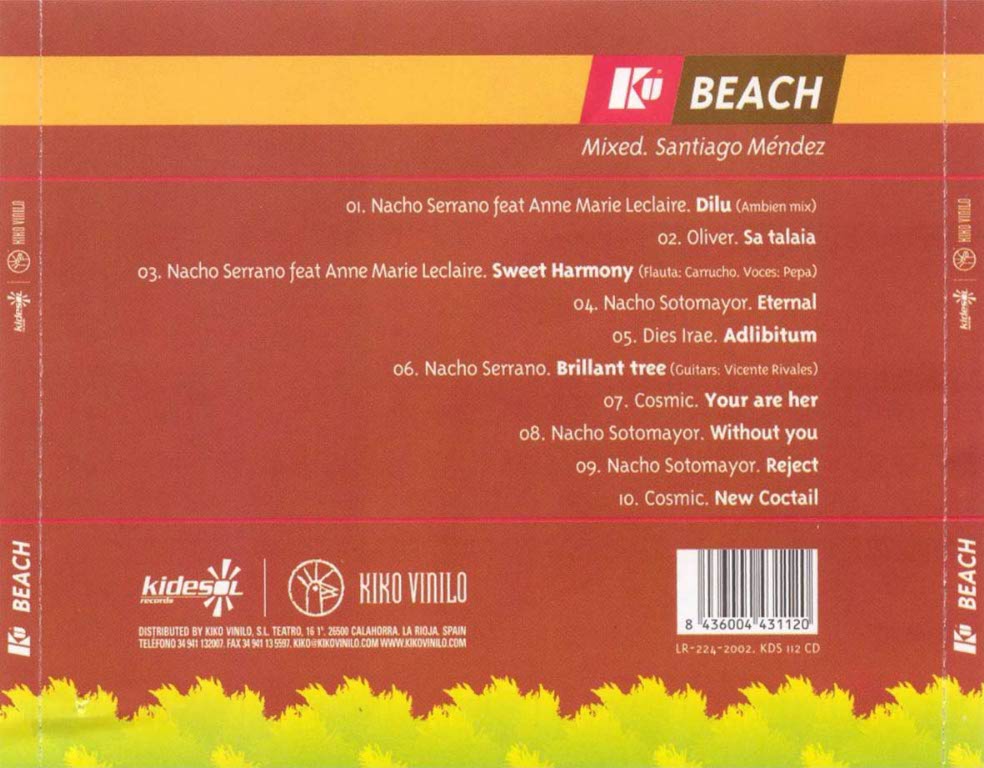 KU BEACH
Mixed. Santiago Méndez
01. Nacho Serrano feat Anne Marie Leclaire. Dilu (Ambien mix)
02. Oliver. Sa talaia
03. Nacho Serrano feat Anne Marie Leclaire. Sweet Harmony (Flauta: Carrucho. Voces: Pepa)
04. Nacho Sotomayor. Eternal
05. Dies Irae. Adlibitum
06. Nacho Serrano. Brillant tree (Guitars: Vicente Rivales)
07. Cosmic. Your are her
08. Nacho Sotomayor. Without you
09. Nacho Sotomayor. Reject
10. Cosmic. New Coctail
kidesol records
KIKO VINILO
DISTRIBUTED BY KIKO VINILO, S.L. TEATRO, 16 1º. 26500 CALAHORRA. LA RIOJA. SPAIN
TELÉFONO 34 941 132007. FAX 34 941 13 5597. KIKO@KIKOVINILO.COM WWW.KIKOVINILO.COM
8 436004 431120
LR-224-2002. KDS 112 CD
KU BEACH
kidesol
KIKO VINILO
KU BEACH
kidesol
KIKO VINILO